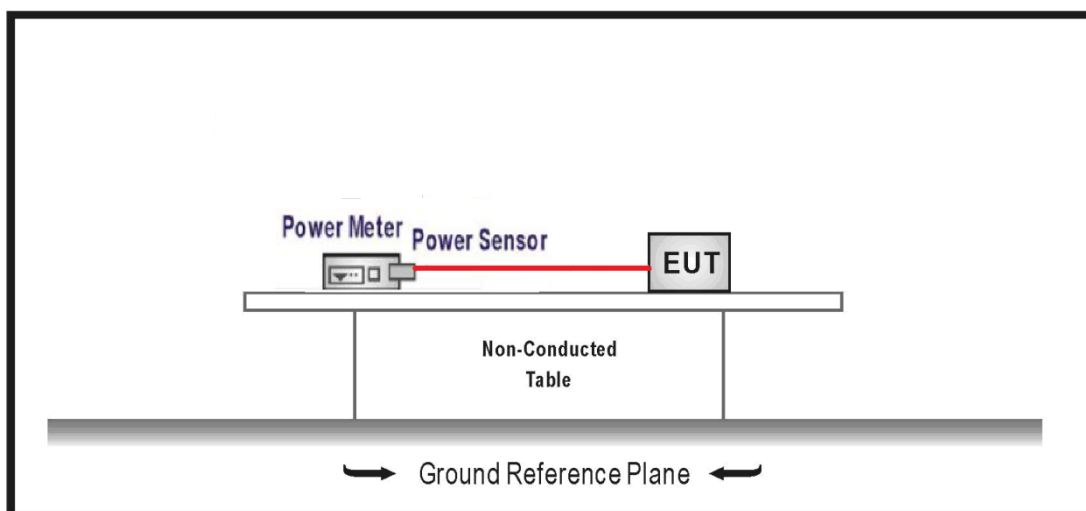 Power Meter
Power Sensor
EUT
Non-Conducted
Table
Ground Reference Plane